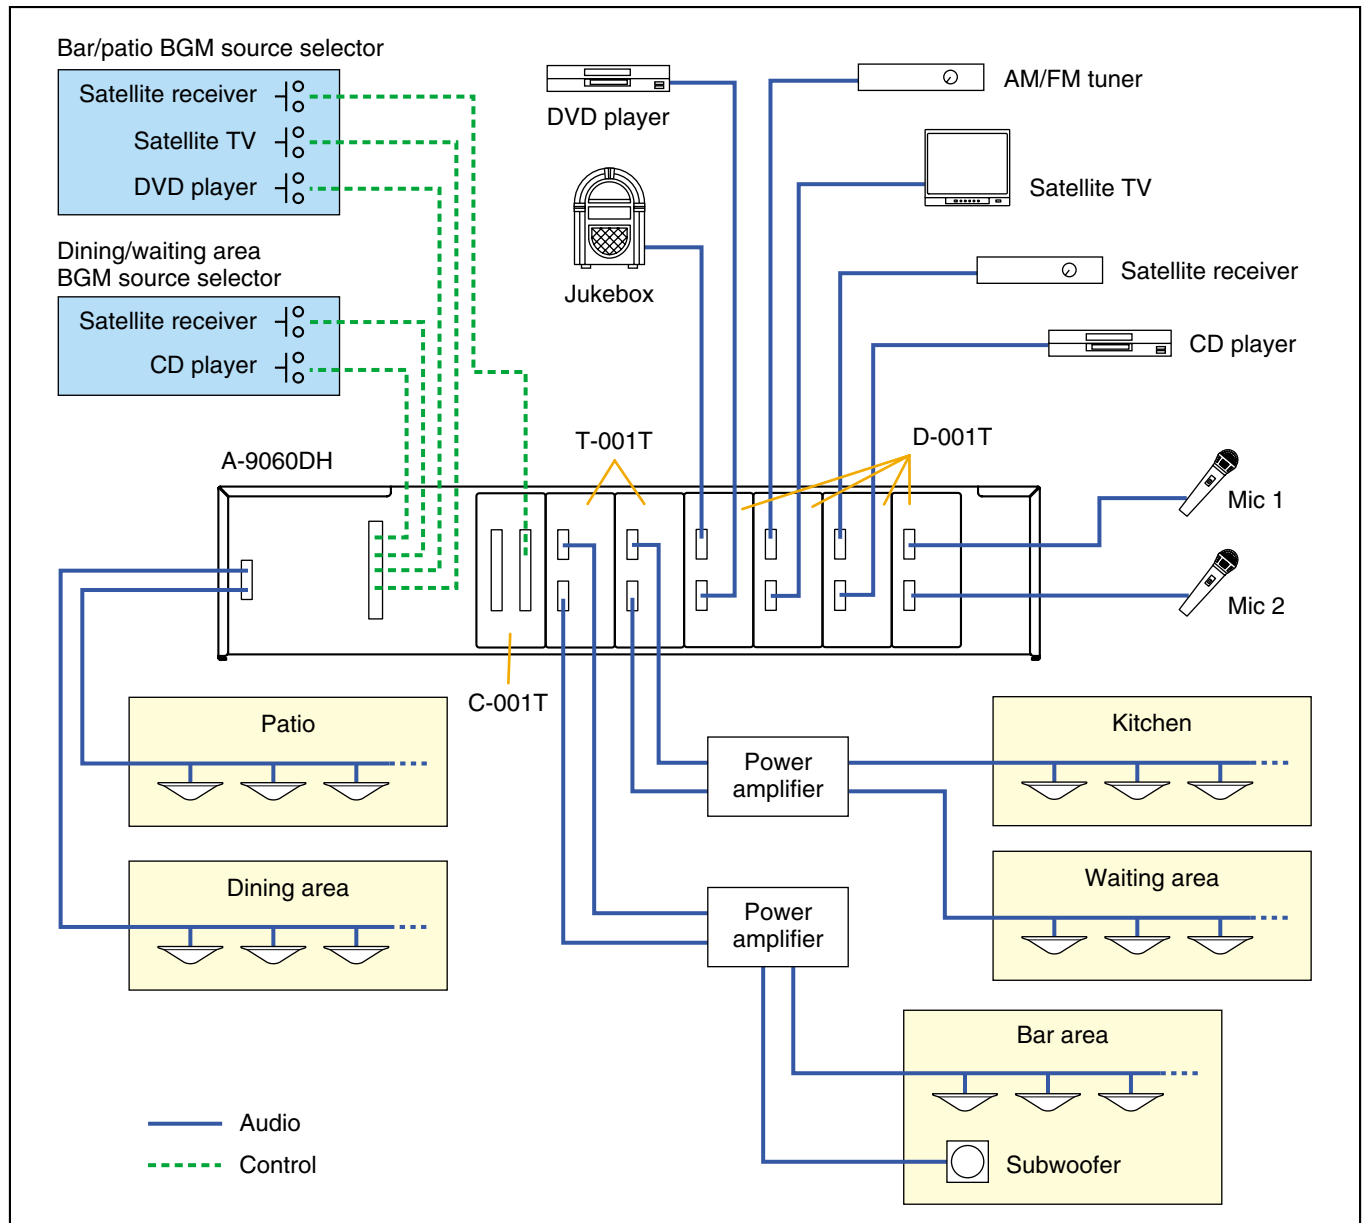 Bar/patio BGM source selector
Satellite receiver
Satellite TV
DVD player
Dining/waiting area
BGM source selector
Satellite receiver
CD player
DVD player
Jukebox
AM/FM tuner
Satellite TV
Satellite receiver
CD player
A-9060DH
T-001T
D-001T
Mic 1
Mic 2
C-001T
Patio
Dining area
Power
amplifier
Kitchen
Waiting area
Power
amplifier
Bar area
Subwoofer
Audio
Control